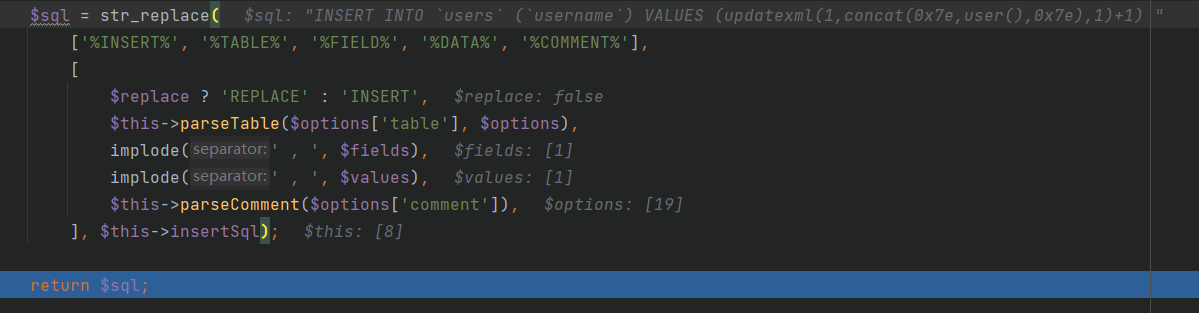 $sql = str_replace( $sql: "INSERT INTO `users` (`username`) VALUES (updatexml(1,concat(0x7e,user(),0x7e),1)+1) "
['%INSERT%', '%TABLE%', '%FIELD%', '%DATA%', '%COMMENT%'],
[
$replace ? 'REPLACE' : 'INSERT', $replace: false
$this->parseTable($options['table'], $options),
implode( separator: ' , ', $fields), $fields: [1]
implode( separator: ' , ', $values), $values: [1]
$this->parseComment($options['comment']), $options: [19]
], $this->insertSql); $this: [8]
return $sql;